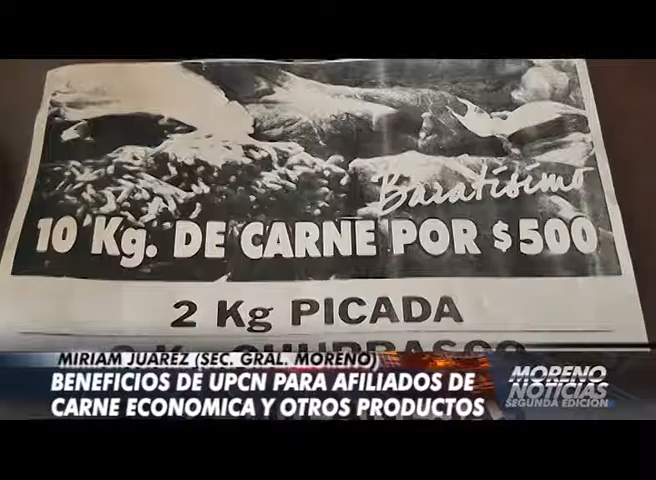 Baratísimo
10 Kg. DE CARNE POR $500
2 Kg PICADA
CHURRASCO
MIRIAM JUAREZ (SEC. GRAL. MORENO)
BENEFICIOS DE UPCN PARA AFILIADOS DE
CARNE ECONOMICA Y OTROS PRODUCTOS
MORENO
NOTICIAS
SEGUNDA EDICION